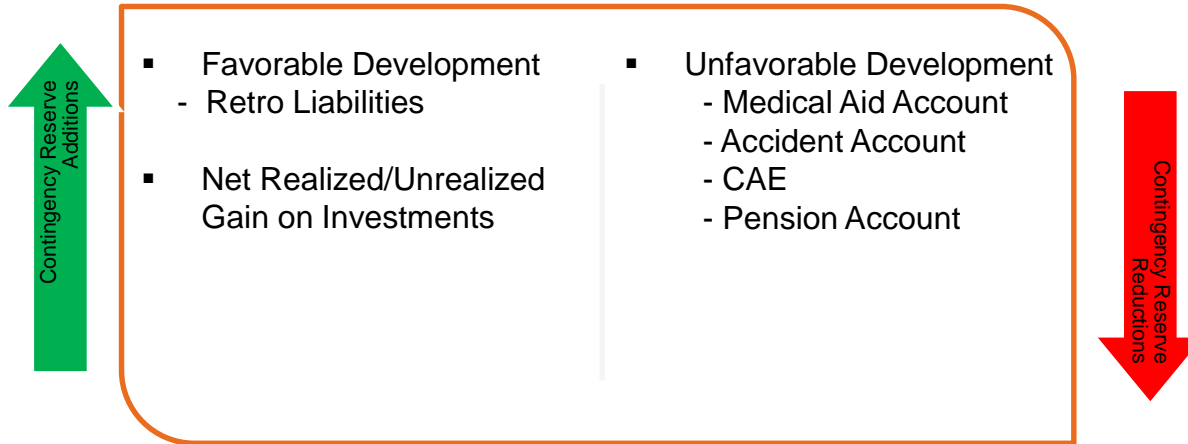 Contingency Reserve
Additions
▪ Favorable Development
- Retro Liabilities
▪ Net Realized/Unrealized
Gain on Investments
▪ Unfavorable Development
- Medical Aid Account
- Accident Account
- CAE
- Pension Account
Contingency Reserve
Reductions